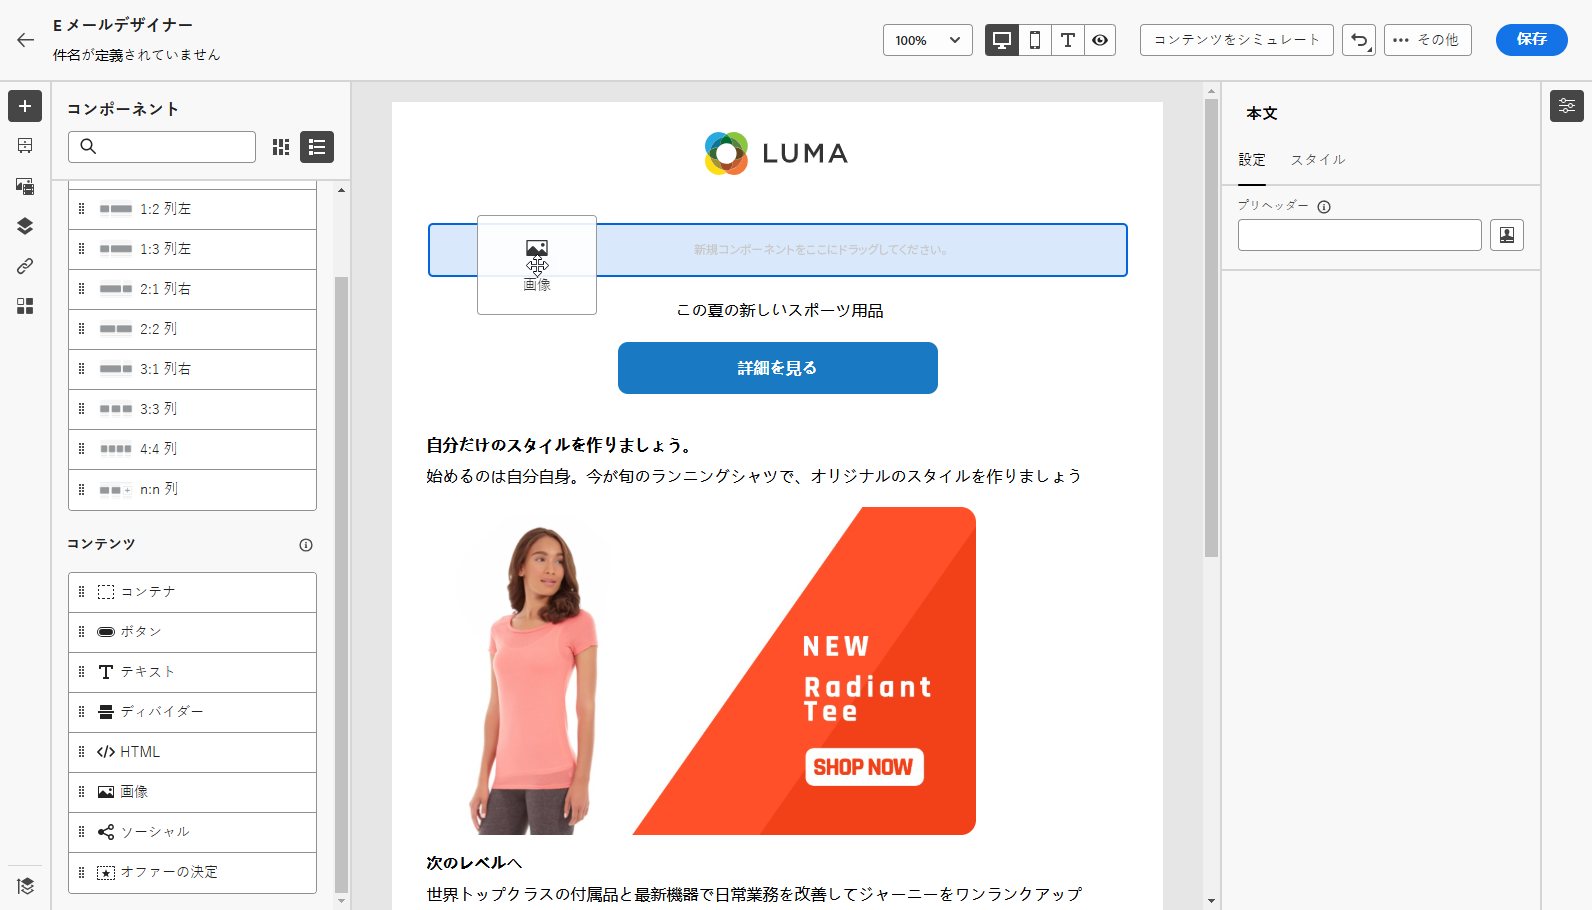 E メールデザイナー
件名が定義されていません
100%
コンテンツをシミュレート
その他
保存
コンポーネント
1:2 列左
1:3 列左
2:1 列右
2:2 列
3:1 列右
3:3 列
4:4 列
n:n 列
コンテンツ
コンテナ
ボタン
テキスト
ディバイダー
HTML
画像
ソーシャル
オファーの決定
LUMA
新規コンポーネントをここにドラッグしてください。
画像
この夏の新しいスポーツ用品
詳細を見る
自分だけのスタイルを作りましょう。
始めるのは自分自身。今が旬のランニングシャツで、オリジナルのスタイルを作りましょう
NEW
Radiant
Tee
SHOP NOW
次のレベルへ
世界トップクラスの付属品と最新機器で日常業務を改善してジャーニーをワンランクアップ
本文
設定
スタイル
プリヘッダー